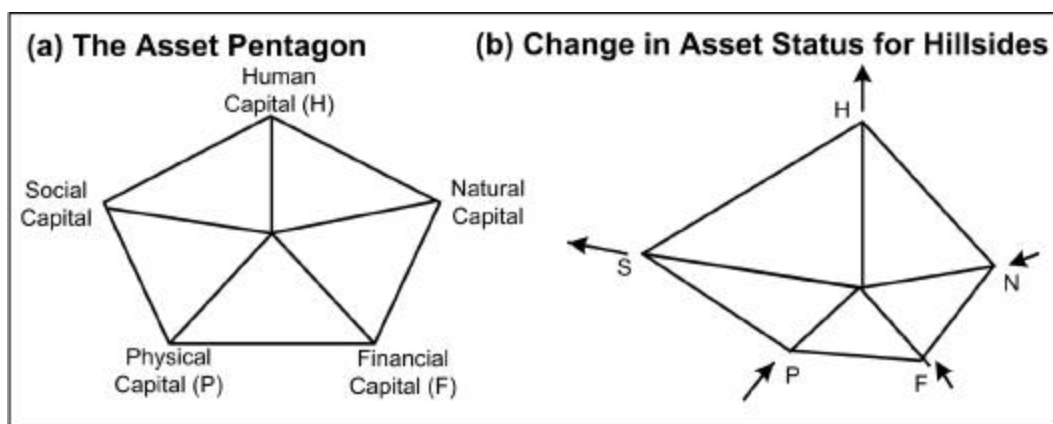 (a) The Asset Pentagon
Human
Capital (H)
Social
Capital
Natural
Capital
Physical
Capital (P)
Financial
Capital (F)
(b) Change in Asset Status for Hillsides
H
S
N
P
F